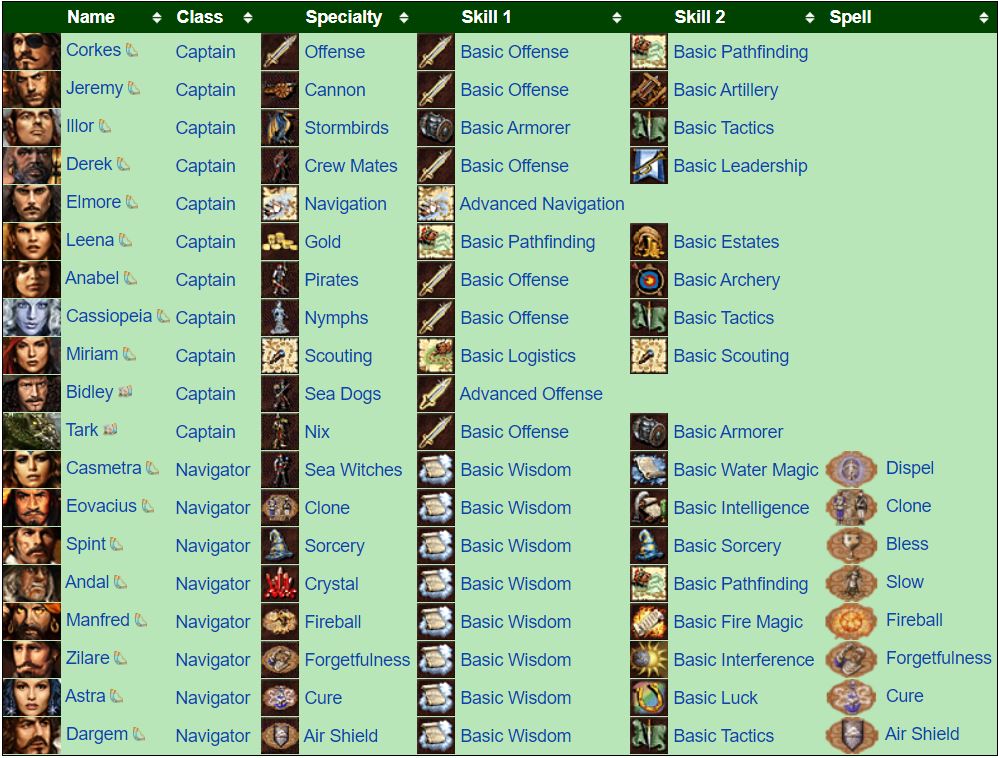 Name Class Specialty Skill 1 Skill 2 Spell
Corkes Captain Offense Basic Offense Basic Pathfinding
Jeremy Captain Cannon Basic Offense Basic Artillery
Illor Captain Stormbirds Basic Armorer Basic Tactics
Derek Captain Crew Mates Basic Offense Basic Leadership
Elmore Captain Navigation Advanced Navigation
Leena Captain Gold Basic Pathfinding Basic Estates
Anabel Captain Pirates Basic Offense Basic Archery
Cassiopeia Captain Nymphs Basic Offense Basic Tactics
Miriam Captain Scouting Basic Logistics Basic Scouting
Bidley Captain Sea Dogs Advanced Offense
Tark Captain Nix Basic Offense Basic Armorer
Casmetra Navigator Sea Witches Basic Wisdom Basic Water Magic Dispel
Eovacius Navigator Clone Basic Wisdom Basic Intelligence Clone
Spint Navigator Sorcery Basic Wisdom Basic Sorcery Bless
Andal Navigator Crystal Basic Wisdom Basic Pathfinding Slow
Manfred Navigator Fireball Basic Wisdom Basic Fire Magic Fireball
Zilare Navigator Forgetfulness Basic Wisdom Basic Interference Forgetfulness
Astra Navigator Cure Basic Wisdom Basic Luck Cure
Dargem Navigator Air Shield Basic Wisdom Basic Tactics Air Shield